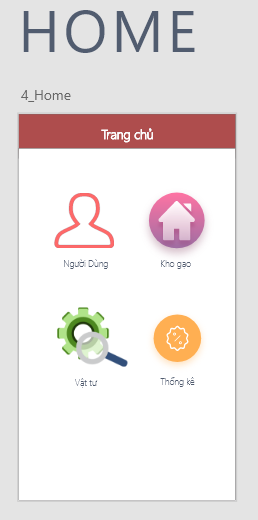 HOME
4_Home
Trang chủ
Người Dùng
Kho gạo
Vật tư
Thống kê